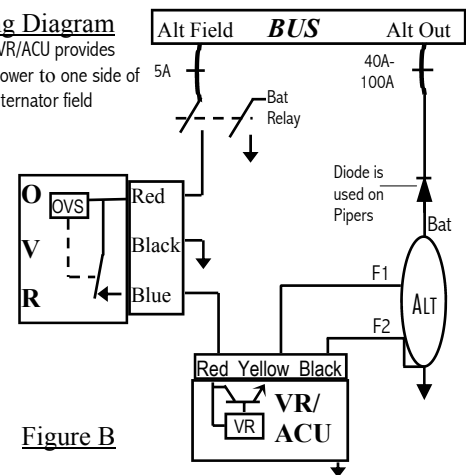 g Diagram
VR/ACU provides
ower to one side of
ternator field
Alt Field BUS Alt Out
5A
40A-
100A
Bat
Relay
Diode is
used on
Pipers
Bat
O
V
R
OVS
Red
Black
Blue
F1
F2
ALT
Red Yellow Black
VR
VR/
ACU
Figure B